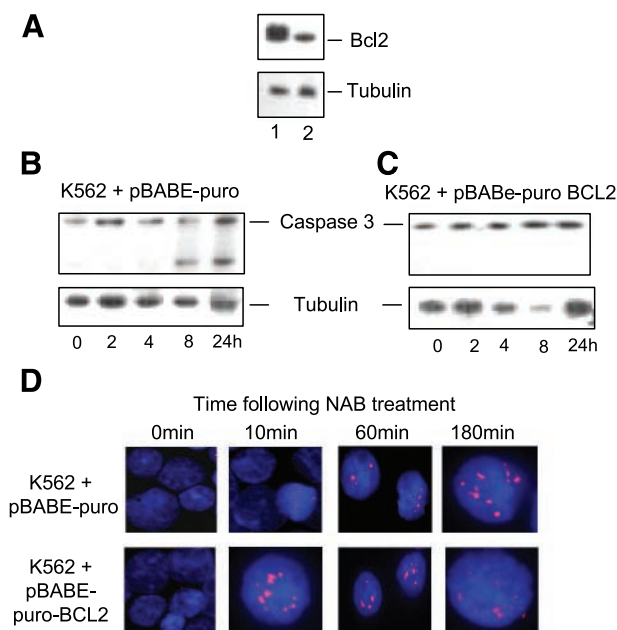 A
Bcl2
Tubulin
1 2
B
C
K562 + pBABE-puro
K562 + pBABe-puro BCL2
Caspase 3
Tubulin
0 2 4 8 24h
0 2 4 8 24h
D
Time following NAB treatment
0min 10min 60min 180min
K562 +
pBABE-puro
K562 +
pBABE-
puro-BCL2